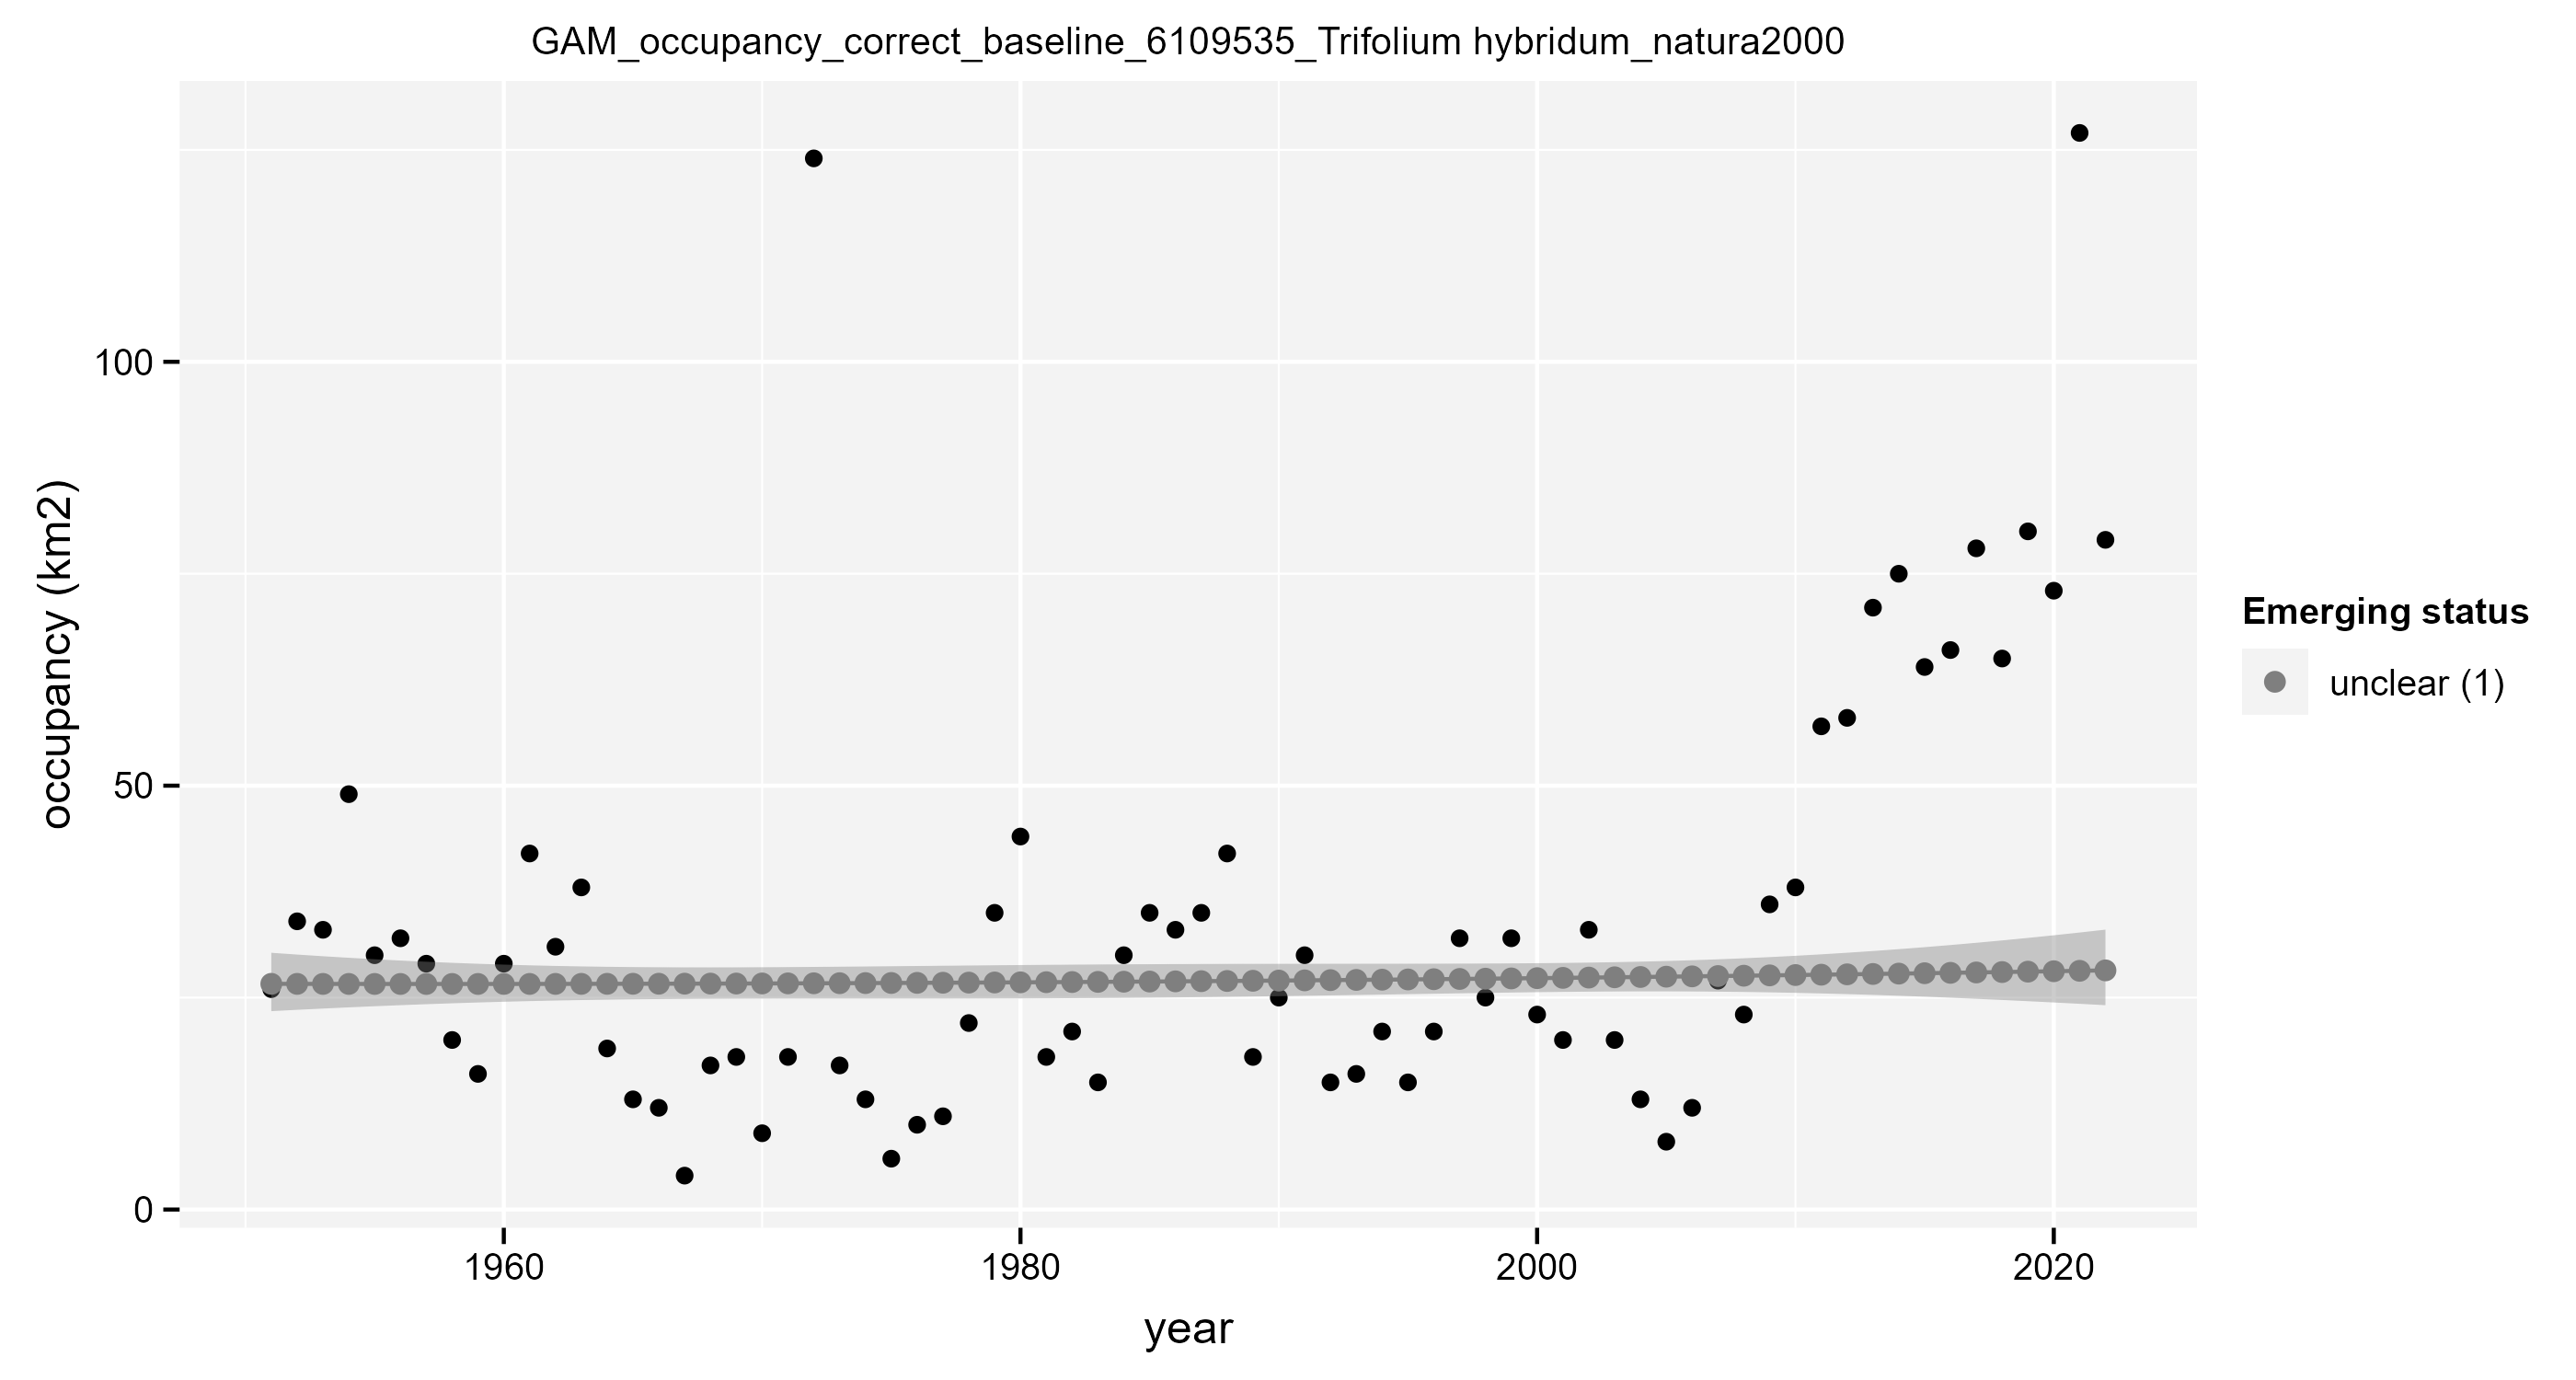 GAM_occupancy_correct_baseline_6109535_Trifolium hybridum_natura2000
occupancy (km2)
100
50
0
1960
1980
2000
2020
year
Emerging status
unclear (1)